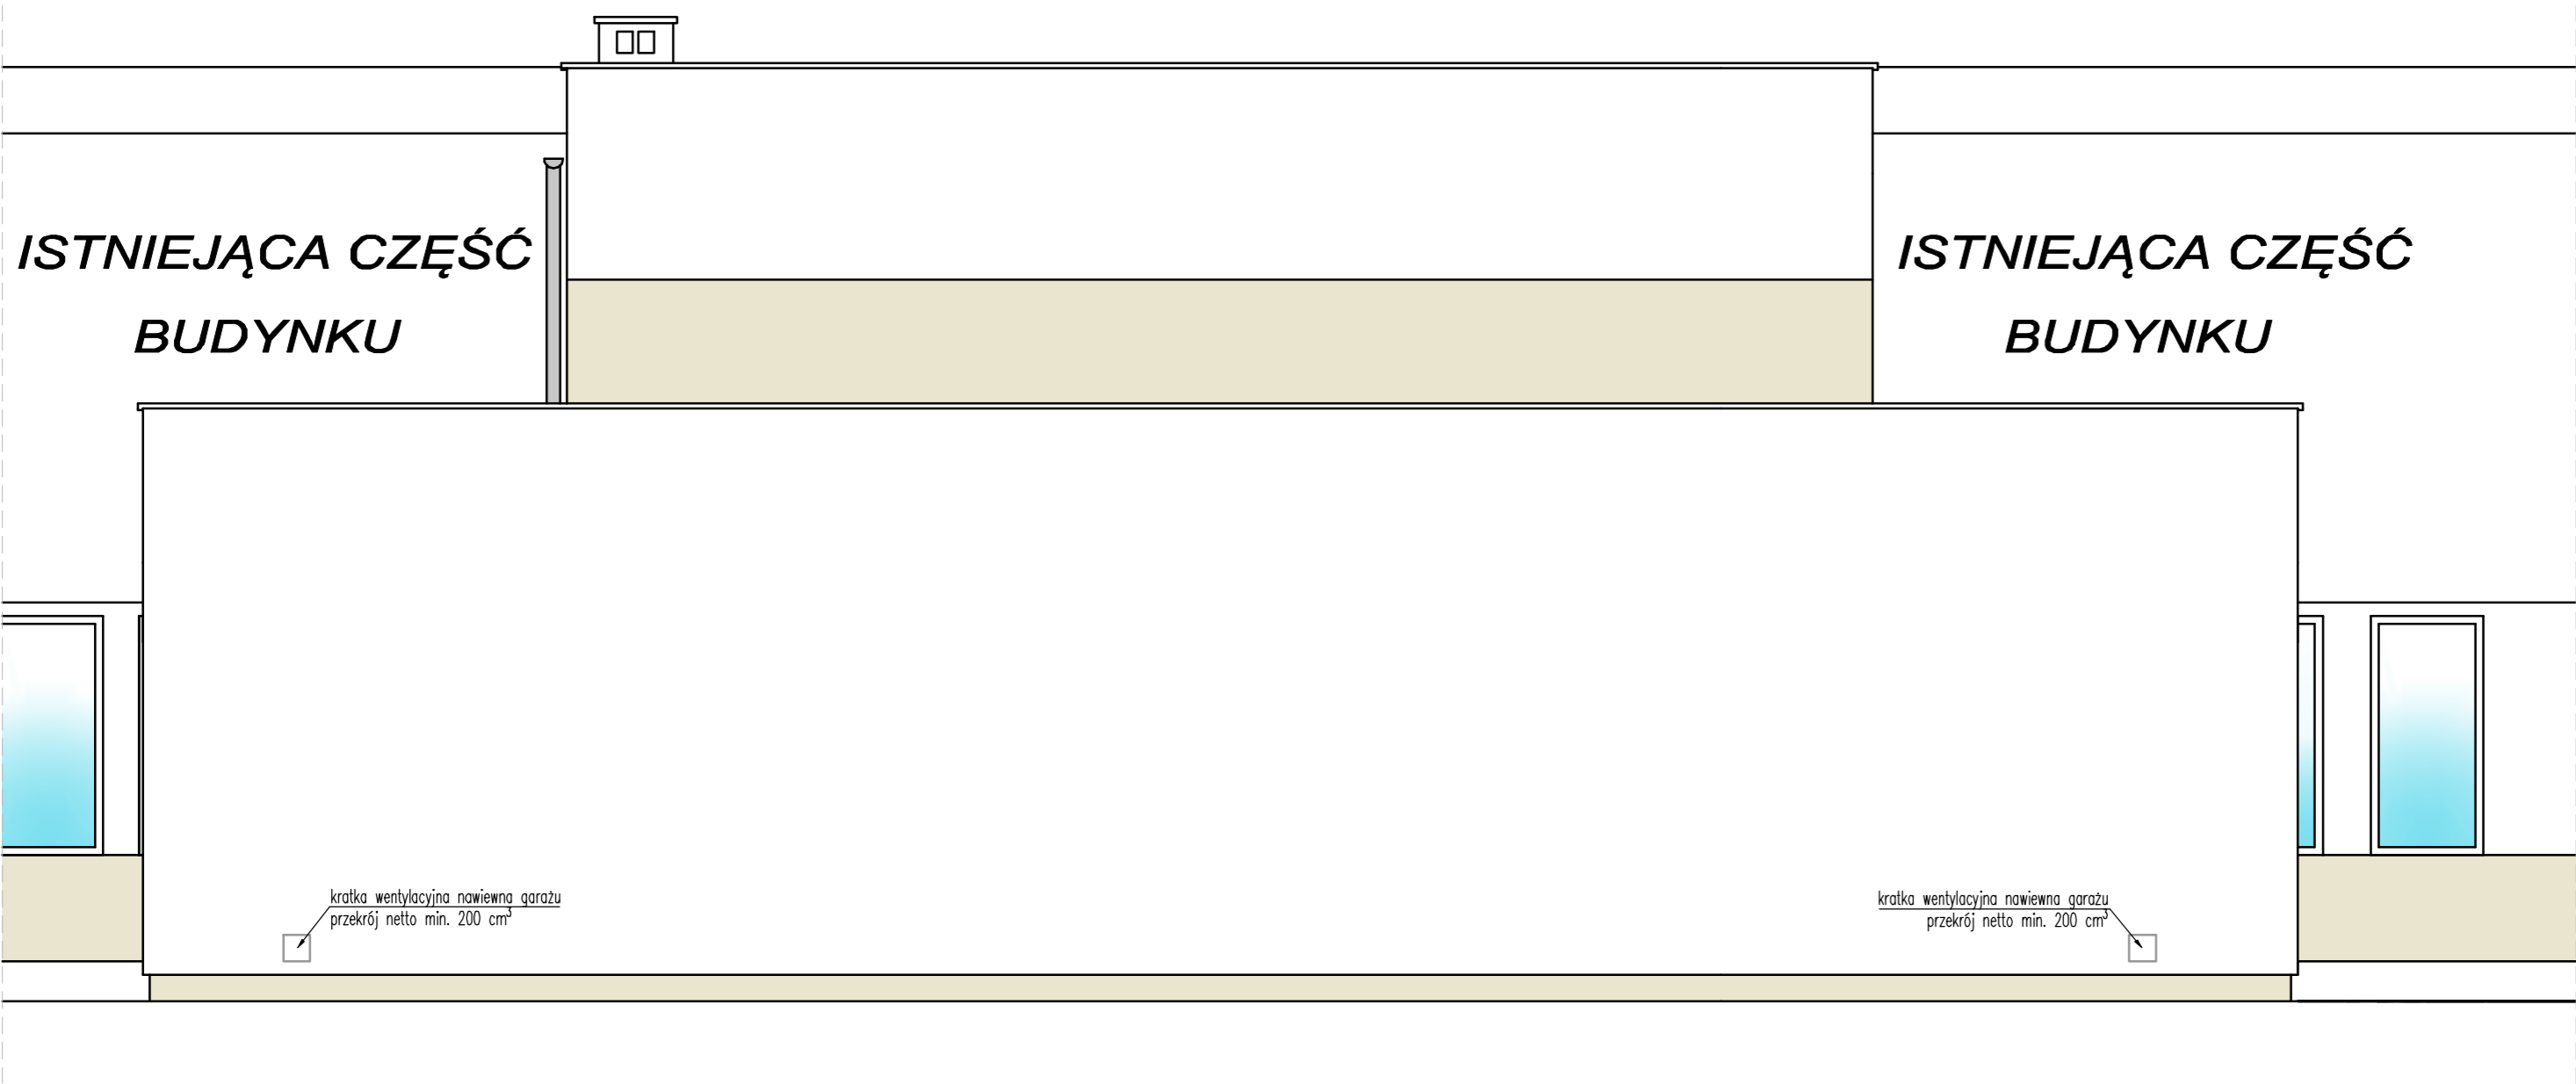 ISTNIEJĄCA CZĘŚĆ
BUDYNKU
ISTNIEJĄCA CZĘŚĆ
BUDYNKU
kratka wentylacyjna nawiewna garażu
przekrój netto min. 200 cm³
kratka wentylacyjna nawiewna garażu
przekrój netto min. 200 cm³